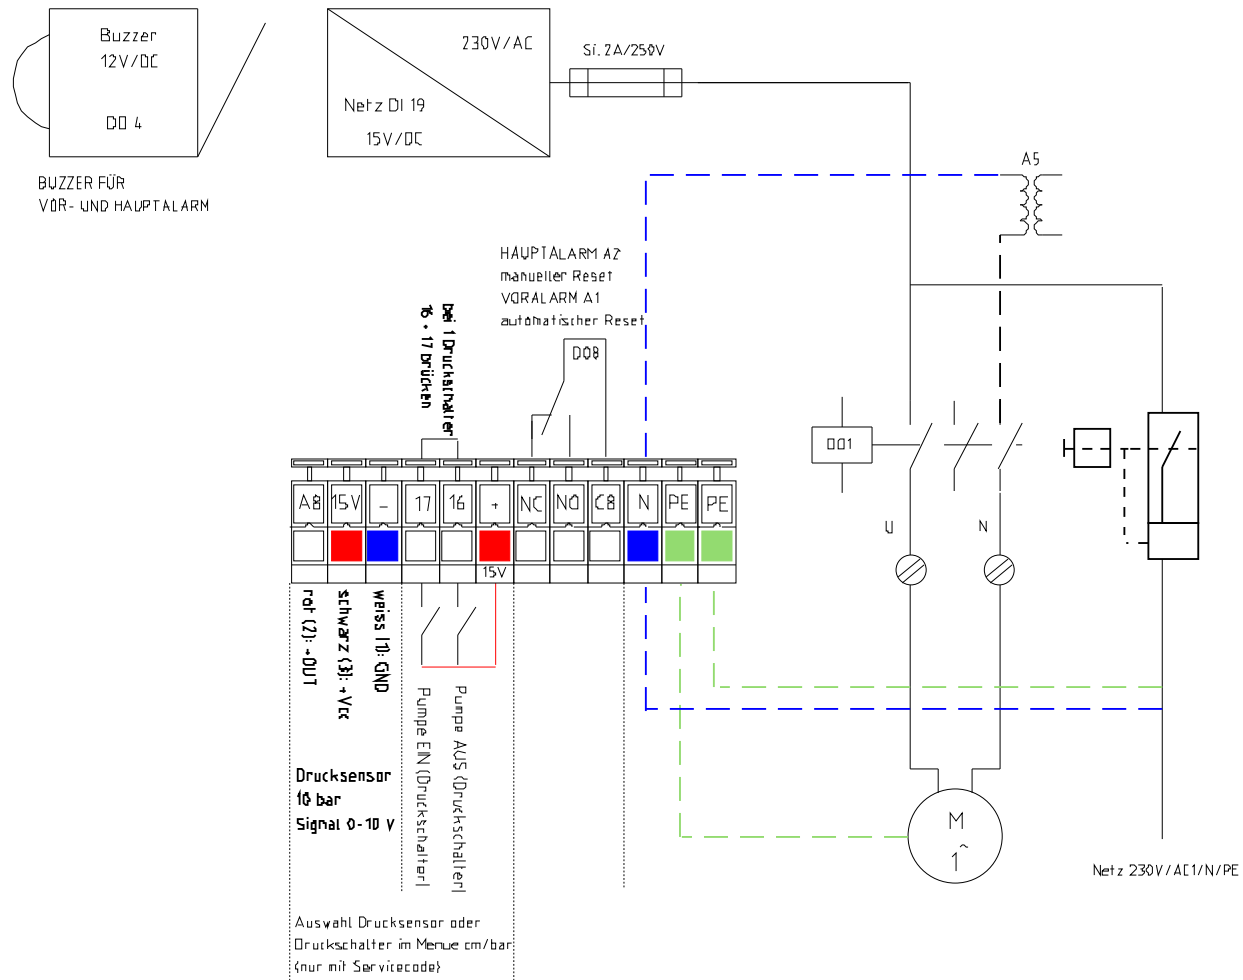 Buzzer
12V/DC
DO 4
BUZZER FÜR
VOR- UND HAUPTALARM
230V/AC
Netz DI 19
15V/DC
Si. 2A/250V
A5
HAUPTALARM A2
manueller Reset
VORALARM A1
automatischer Reset
DO8
bei 1 Druckschalter
16 + 17 brücken
DO1
A8 15V - 17 16 + NC NO C8 N PE PE
15V
U
N
rot (2): +OUT
schwarz (3): +Vcc
weiss (1): GND
Pumpe EIN (Druckschalter)
Pumpe AUS (Druckschalter)
Drucksensor
10 bar
Signal 0-10 V
M
1~
Netz 230V/AC1/N/PE
Auswahl Drucksensor oder
Druckschalter im Menue cm/bar
(nur mit Servicecode)